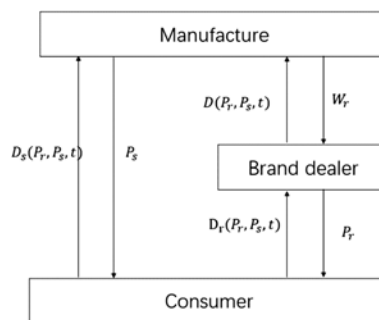 Manufacture
D(P_r, P_s, t)
W_r
D_s(P_r, P_s, t)
P_s
Brand dealer
D_r(P_r, P_s, t)
P_r
Consumer